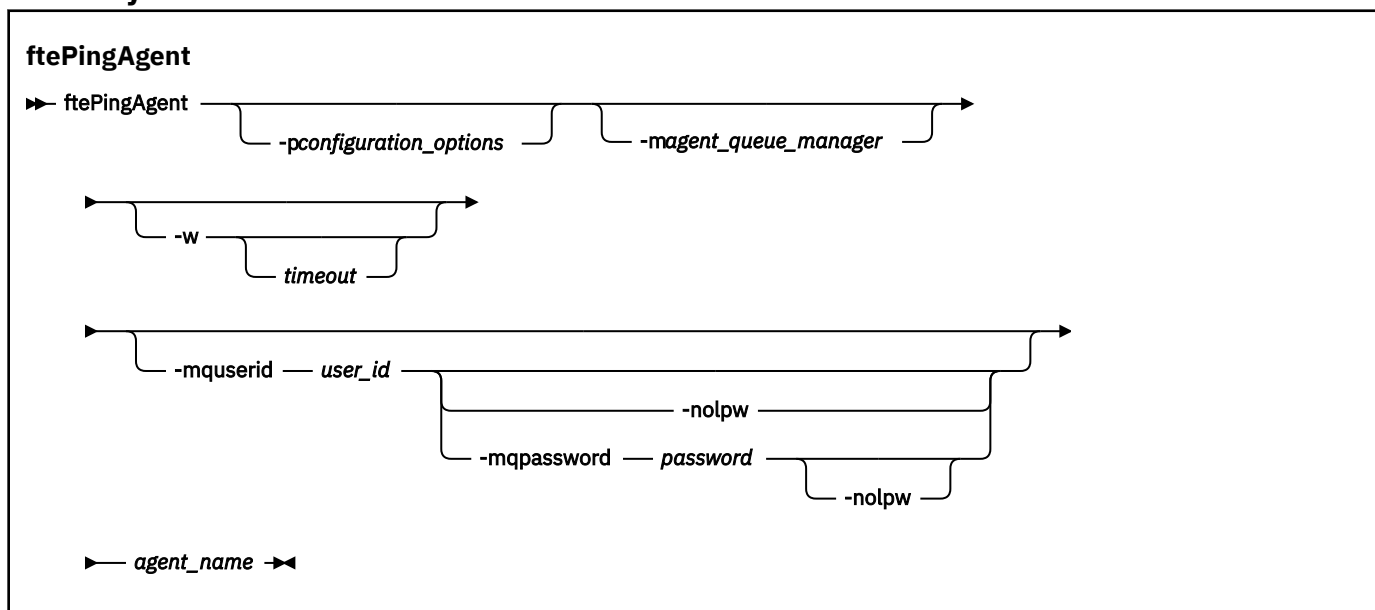 ftePingAgent
ftePingAgent
-pconfiguration_options -magent_queue_manager
-w
timeout
-mquserid user_id
-nolpw
-mqpassword password
-nolpw
agent_name